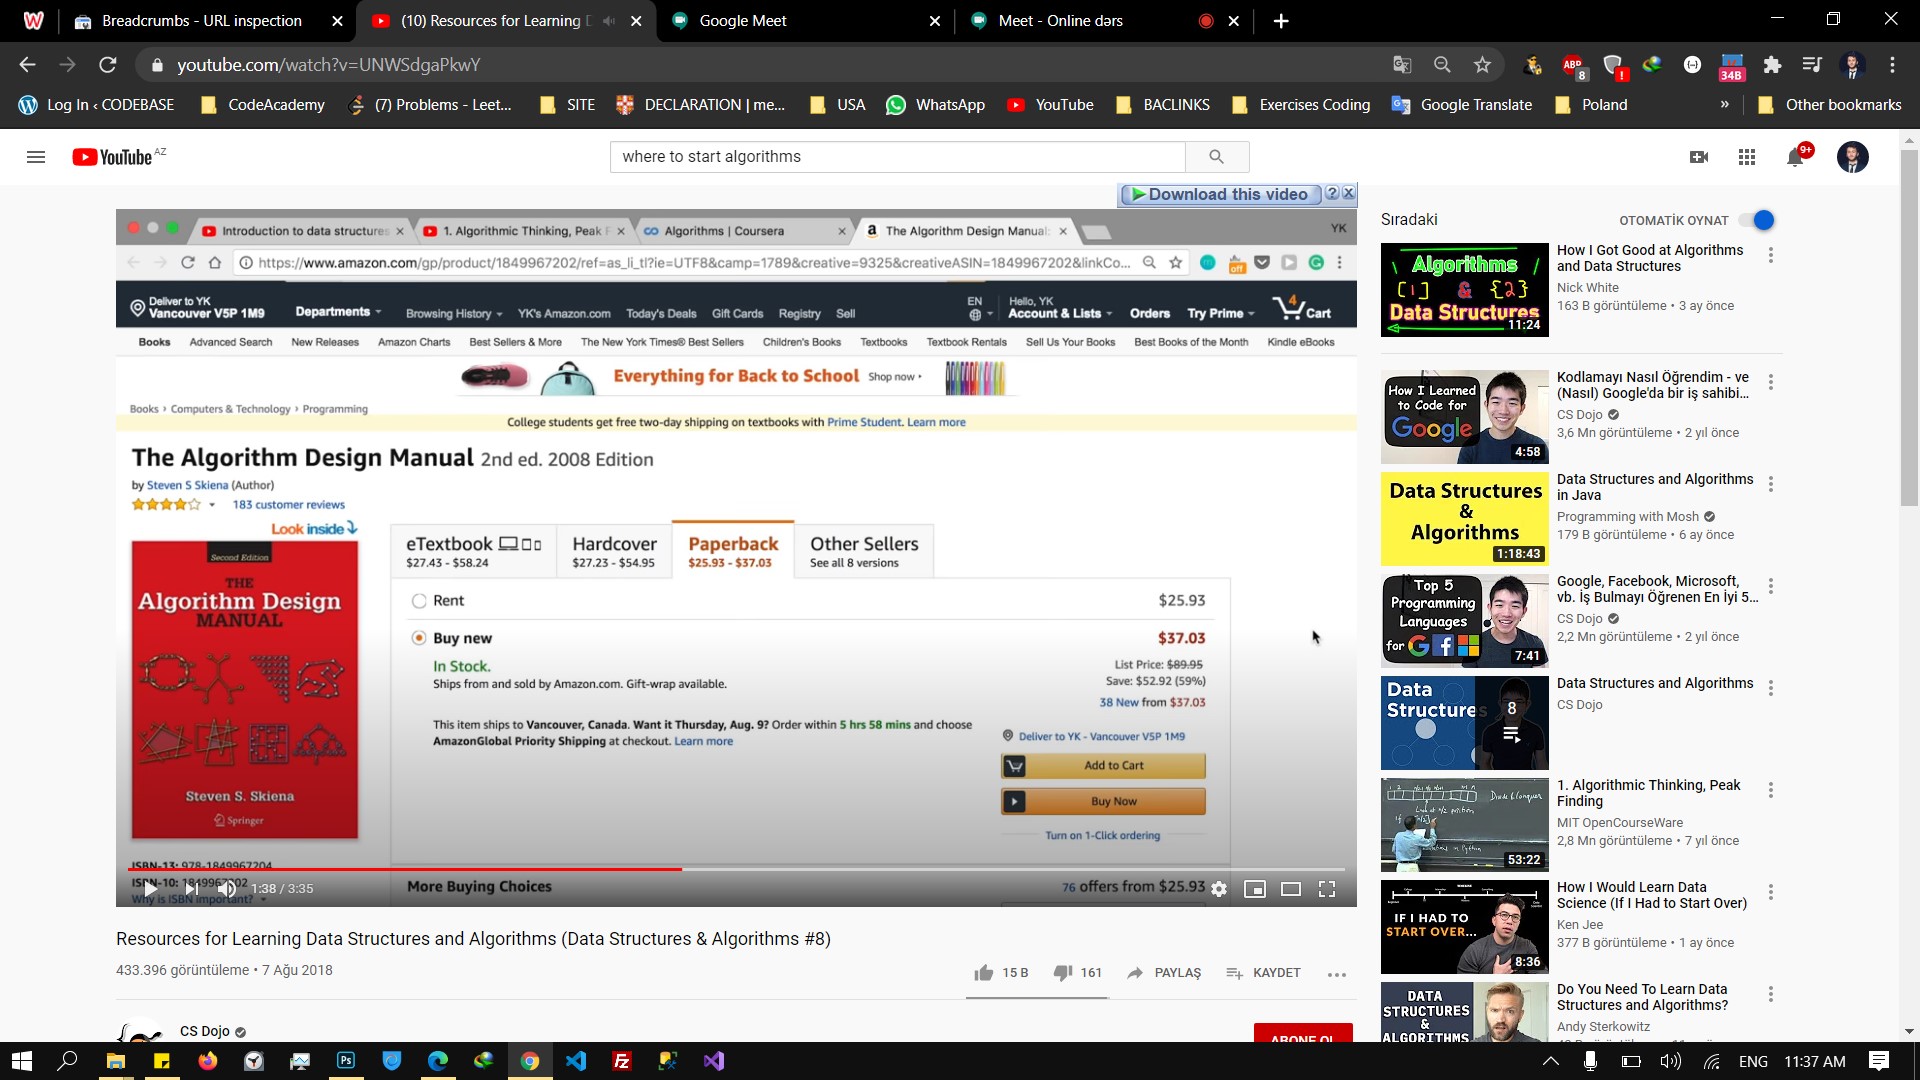 Breadcrumbs - URL inspection
(10) Resources for Learning D
Google Meet
Meet - Online dərs
youtube.com/watch?v=UNWSdgaPkwY
ABP
8
34B
Log In ‹ CODEBASE
CodeAcademy
(7) Problems - Leet...
SITE
DECLARATION | me...
USA
WhatsApp
YouTube
BACLINKS
Exercises Coding
Google Translate
Poland
»
Other bookmarks
YouTube AZ
where to start algorithms
9+
Download this video
Introduction to data structures
1. Algorithmic Thinking, Peak F
Algorithms | Coursera
The Algorithm Design Manual:
YK
https://www.amazon.com/gp/product/1849967202/ref=as_li_tl?ie=UTF8&camp=1789&creative=9325&creativeASIN=1849967202&linkCo...
off
Deliver to YK
Vancouver V5P 1M9
Departments
Browsing History
YK's Amazon.com
Today's Deals
Gift Cards
Registry
Sell
EN
Hello, YK
Account & Lists
Orders
Try Prime
4
Cart
Books
Advanced Search
New Releases
Amazon Charts
Best Sellers & More
The New York Times® Best Sellers
Children's Books
Textbooks
Textbook Rentals
Sell Us Your Books
Best Books of the Month
Kindle eBooks
Everything for Back to School Shop now ›
Books › Computers & Technology › Programming
College students get free two-day shipping on textbooks with Prime Student. Learn more
The Algorithm Design Manual 2nd ed. 2008 Edition
by Steven S Skiena (Author)
183 customer reviews
Look inside
Second Edition
THE
Algorithm Design
MANUAL
Steven S. Skiena
Springer
eTextbook
$27.43 - $58.24
Hardcover
$27.23 - $54.95
Paperback
$25.93 - $37.03
Other Sellers
See all 8 versions
Rent
$25.93
Buy new
$37.03
In Stock.
Ships from and sold by Amazon.com. Gift-wrap available.
List Price: $89.95
Save: $52.92 (59%)
38 New from $37.03
This item ships to Vancouver, Canada. Want it Thursday, Aug. 9? Order within 5 hrs 58 mins and choose
AmazonGlobal Priority Shipping at checkout. Learn more
Deliver to YK - Vancouver V5P 1M9
Add to Cart
Buy Now
Turn on 1-Click ordering
ISBN-13: 978-1849967204
ISBN-10: 1849967202
Why is ISBN important?
1:38 / 3:35
More Buying Choices
76 offers from $25.93
Resources for Learning Data Structures and Algorithms (Data Structures & Algorithms #8)
433.396 görüntüleme • 7 Ağu 2018
15 B
161
PAYLAŞ
KAYDET
CS Dojo
ABONE OL
Sıradaki
OTOMATİK OYNAT
Algorithms
[1] & {2}
Data Structures
11:24
How I Got Good at Algorithms
and Data Structures
Nick White
163 B görüntüleme • 3 ay önce
How I Learned
to Code for
Google
4:58
Kodlamayı Nasıl Öğrendim - ve
(Nasıl) Google'da bir iş sahibi...
CS Dojo
3,6 Mn görüntüleme • 2 yıl önce
Data Structures
&
Algorithms
1:18:43
Data Structures and Algorithms
in Java
Programming with Mosh
179 B görüntüleme • 6 ay önce
Top 5
Programming
Languages
for
7:41
Google, Facebook, Microsoft,
vb. İş Bulmayı Öğrenen En İyi 5...
CS Dojo
2,2 Mn görüntüleme • 2 yıl önce
Data
Structures
8
Data Structures and Algorithms
CS Dojo
53:22
1. Algorithmic Thinking, Peak
Finding
MIT OpenCourseWare
2,8 Mn görüntüleme • 7 yıl önce
IF I HAD TO
START OVER...
8:36
How I Would Learn Data
Science (If I Had to Start Over)
Ken Jee
377 B görüntüleme • 1 ay önce
DATA
STRUCTURES
&
ALGORITHMS
Do You Need To Learn Data
Structures and Algorithms?
Andy Sterkowitz
Ps
ENG
11:37 AM